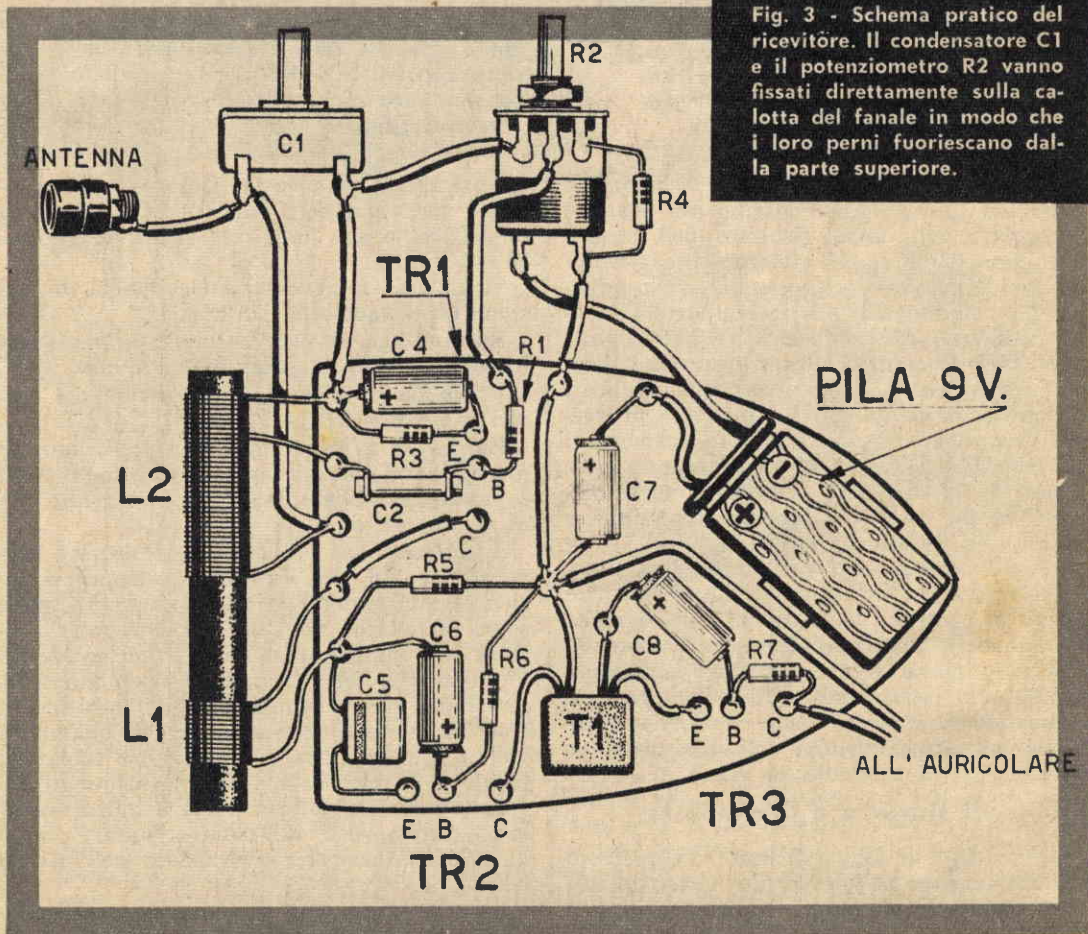 Fig. 3 - Schema pratico del
ricevitore. Il condensatore C1
e il potenziometro R2 vanno
fissati direttamente sulla ca-
lotta del fanale in modo che
i loro perni fuoriescano dal-
la parte superiore.
R2
C1
ANTENNA
R4
TR1
C4
R1
PILA 9 V.
+
R3
E
L2
C2
B
+
C7
−
+
C
R5
C6
R6
C8
R7
C5
L1
+
T1
E B C
ALL' AURICOLARE
E B C
TR3
TR2